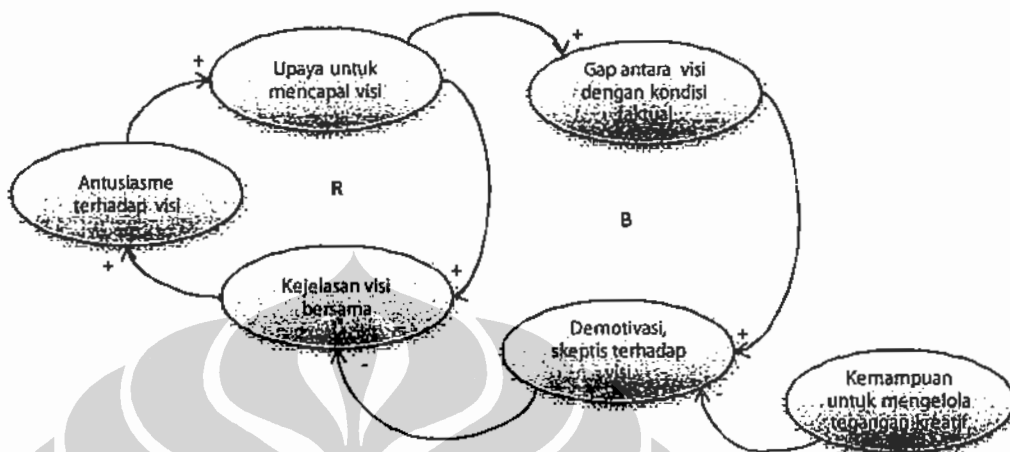 +
Upaya untuk
mencapai visi
+
Gap antara visi
dengan kondisi
faktual
+
Antusiasme
terhadap visi
R
B
+
Kejelasan visi
bersama
+
-
Demotivasi,
skeptis terhadap
visi
+
-
Kemampuan
untuk mengelola
tegangan kreatif